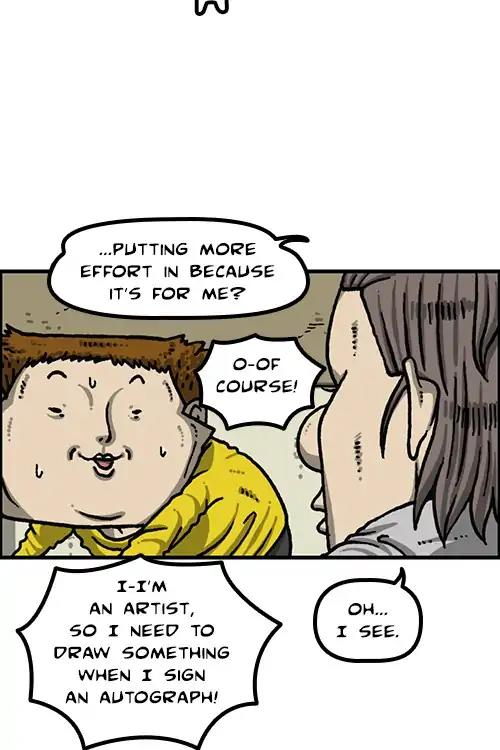 ...PUTTING MORE
EFFORT IN BECAUSE
IT'S FOR ME?
O-OF
COURSE!
I-I'M
AN ARTIST,
SO I NEED TO
DRAW SOMETHING
WHEN I SIGN
AN AUTOGRAPH!
OH...
I SEE.